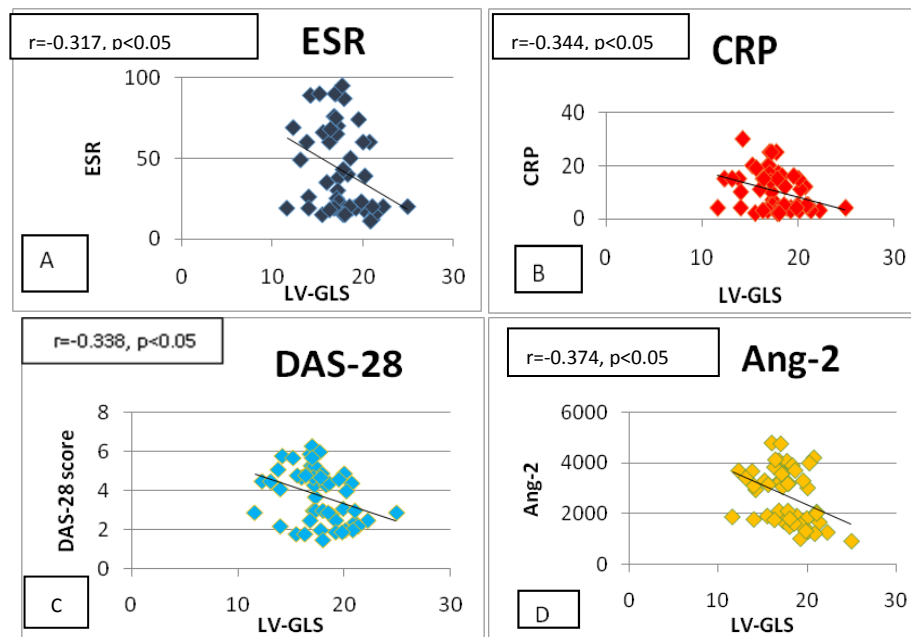 r=-0.317, p<0.05
ESR
100
50
0
ESR
0 10 20 30
LV-GLS
A
r=-0.344, p<0.05
CRP
40
20
0
CRP
0 10 20 30
LV-GLS
B
r=-0.338, p<0.05
DAS-28
8
6
4
2
0
DAS-28 score
0 10 20 30
LV-GLS
C
r=-0.374, p<0.05
Ang-2
6000
4000
2000
0
Ang-2
0 10 20 30
LV-GLS
D